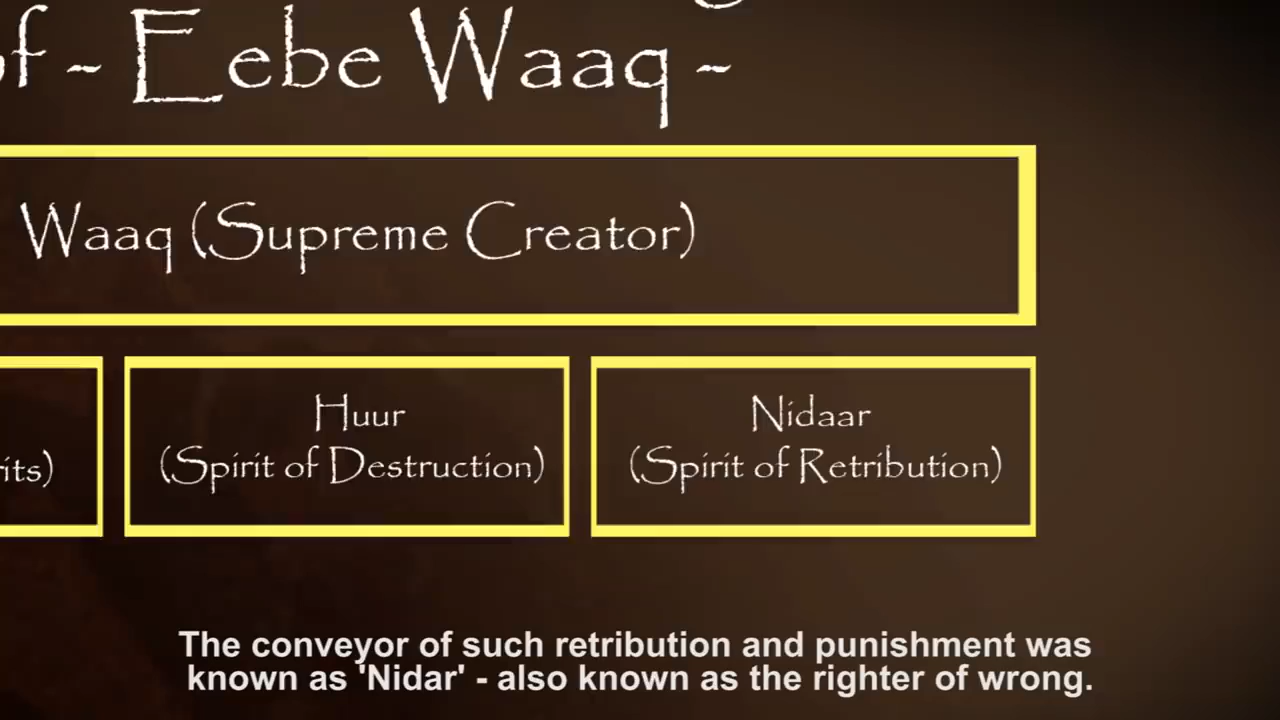 - Eebe Waaq -
Waaq (Supreme Creator)
Huur
(Spirit of Destruction)
Nidaar
(Spirit of Retribution)
The conveyor of such retribution and punishment was
known as 'Nidar' - also known as the righter of wrong.